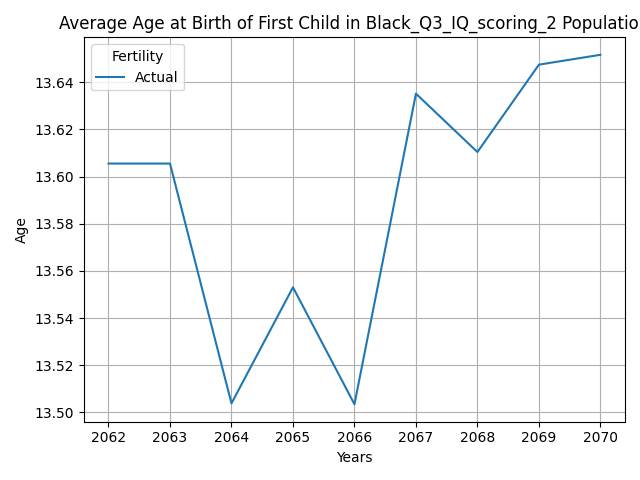 Average Age at Birth of First Child in Black_Q3_IQ_scoring_2 Populatio
Fertility
Actual
13.64
13.62
13.60
13.58
13.56
13.54
13.52
13.50
Age
2062 2063 2064 2065 2066 2067 2068 2069 2070
Years